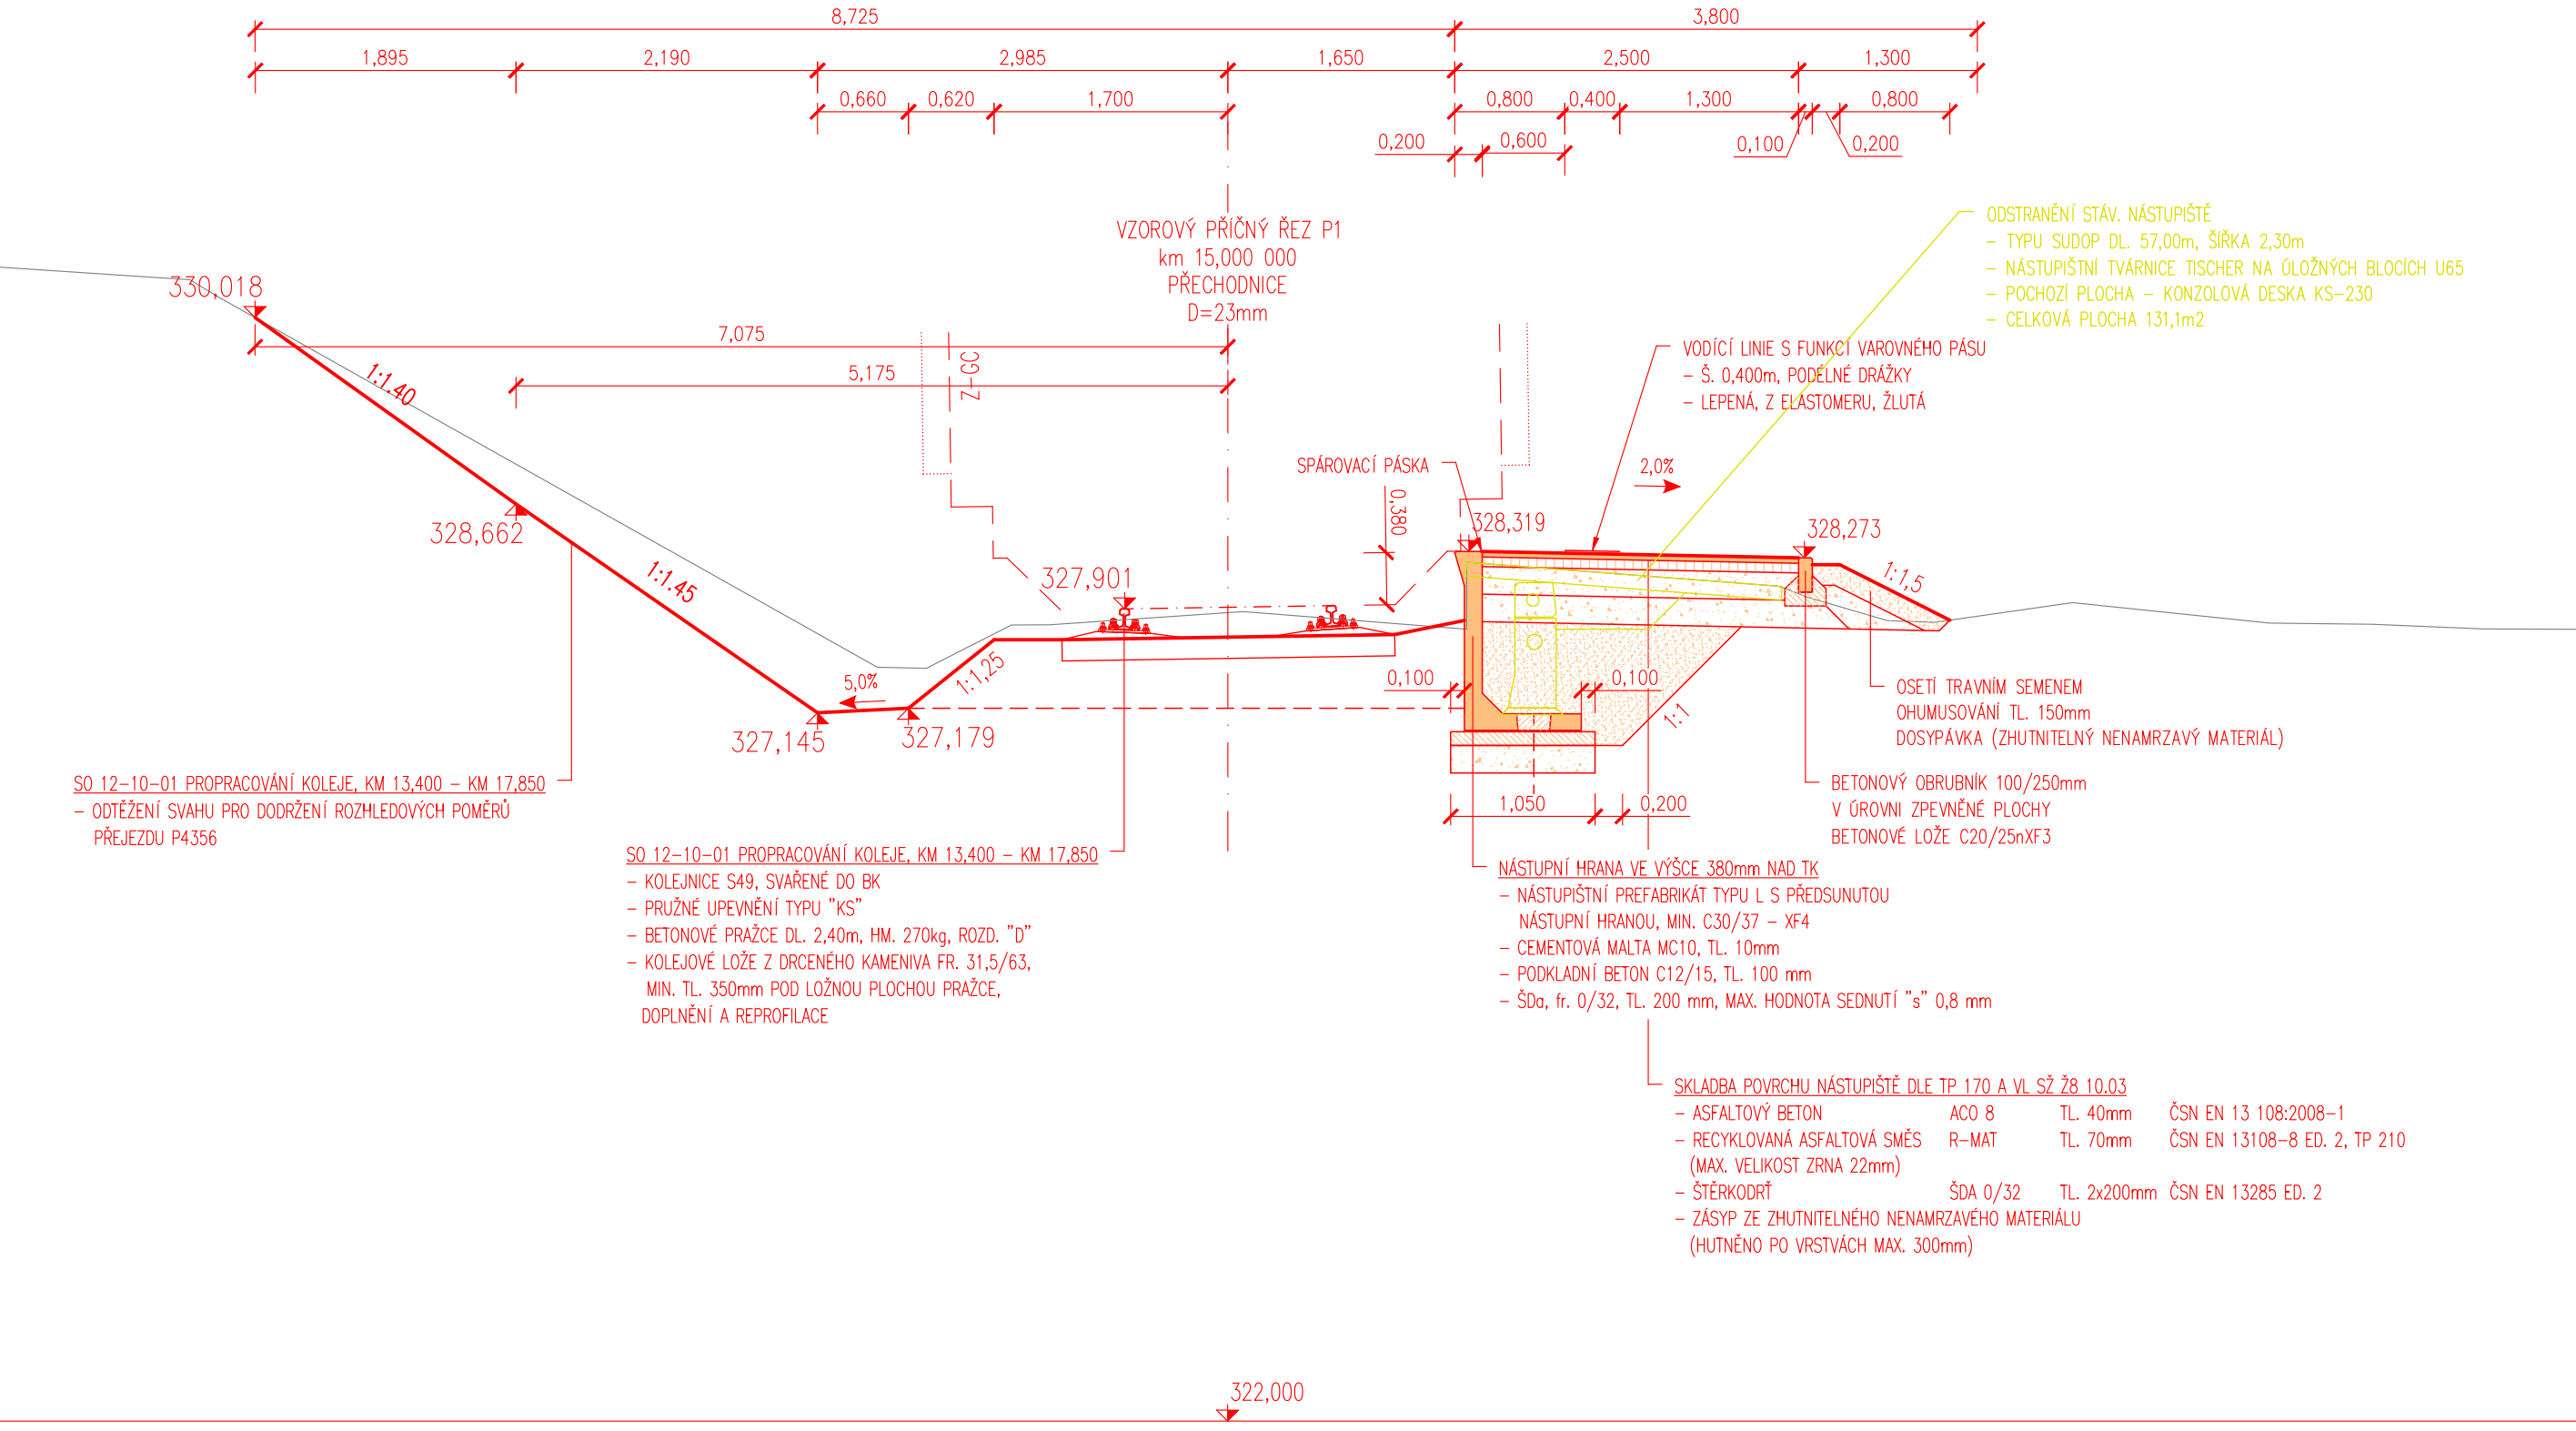 8,725
3,800
1,895
2,190
2,985
1,650
2,500
1,300
0,660
0,620
1,700
0,800
0,400
1,300
0,800
0,200
0,600
0,100
0,200
VZOROVÝ PŘÍČNÝ ŘEZ P1
km 15,000 000
PŘECHODNICE
D=23mm
ODSTRANĚNÍ STÁV. NÁSTUPIŠTĚ
– TYPU SUDOP DL. 57,00m, ŠÍŘKA 2,30m
– NÁSTUPIŠTNÍ TVÁRNICE TISCHER NA ÚLOŽNÝCH BLOCÍCH U65
– POCHOZÍ PLOCHA – KONZOLOVÁ DESKA KS–230
– CELKOVÁ PLOCHA 131,1m2
330,018
7,075
5,175
Z–GC
1:1.40
VODÍCÍ LINIE S FUNKCÍ VAROVNÉHO PÁSU
– Š. 0,400m, PODÉLNÉ DRÁŽKY
– LEPENÁ, Z ELASTOMERU, ŽLUTÁ
SPÁROVACÍ PÁSKA
2,0%
0,380
328,319
328,273
328,662
1:1.45
327,901
1:1,5
5,0%
1:1,25
327,145
327,179
0,100
0,100
1:1
1,050
0,200
OSETÍ TRAVNÍM SEMENEM
OHUMUSOVÁNÍ TL. 150mm
DOSYPÁVKA (ZHUTNITELNÝ NENAMRZAVÝ MATERIÁL)
BETONOVÝ OBRUBNÍK 100/250mm
V ÚROVNI ZPEVNĚNÉ PLOCHY
BETONOVÉ LOŽE C20/25nXF3
SO 12–10–01 PROPRACOVÁNÍ KOLEJE, KM 13,400 – KM 17,850
– ODTĚŽENÍ SVAHU PRO DODRŽENÍ ROZHLEDOVÝCH POMĚRŮ
PŘEJEZDU P4356
SO 12–10–01 PROPRACOVÁNÍ KOLEJE, KM 13,400 – KM 17,850
– KOLEJNICE S49, SVAŘENÉ DO BK
– PRUŽNÉ UPEVNĚNÍ TYPU "KS"
– BETONOVÉ PRAŽCE DL. 2,40m, HM. 270kg, ROZD. "D"
– KOLEJOVÉ LOŽE Z DRCENÉHO KAMENIVA FR. 31,5/63,
MIN. TL. 350mm POD LOŽNOU PLOCHOU PRAŽCE,
DOPLNĚNÍ A REPROFILACE
NÁSTUPNÍ HRANA VE VÝŠCE 380mm NAD TK
– NÁSTUPIŠTNÍ PREFABRIKÁT TYPU L S PŘEDSUNUTOU
NÁSTUPNÍ HRANOU, MIN. C30/37 – XF4
– CEMENTOVÁ MALTA MC10, TL. 10mm
– PODKLADNÍ BETON C12/15, TL. 100 mm
– ŠDa, fr. 0/32, TL. 200 mm, MAX. HODNOTA SEDNUTÍ "s" 0,8 mm
SKLADBA POVRCHU NÁSTUPIŠTĚ DLE TP 170 A VL SŽ Ž8 10.03
– ASFALTOVÝ BETON ACO 8 TL. 40mm ČSN EN 13 108:2008–1
– RECYKLOVANÁ ASFALTOVÁ SMĚS R–MAT TL. 70mm ČSN EN 13108–8 ED. 2, TP 210
(MAX. VELIKOST ZRNA 22mm)
– ŠTĚRKODRŤ ŠDA 0/32 TL. 2x200mm ČSN EN 13285 ED. 2
– ZÁSYP ZE ZHUTNITELNÉHO NENAMRZAVÉHO MATERIÁLU
(HUTNĚNO PO VRSTVÁCH MAX. 300mm)
322,000